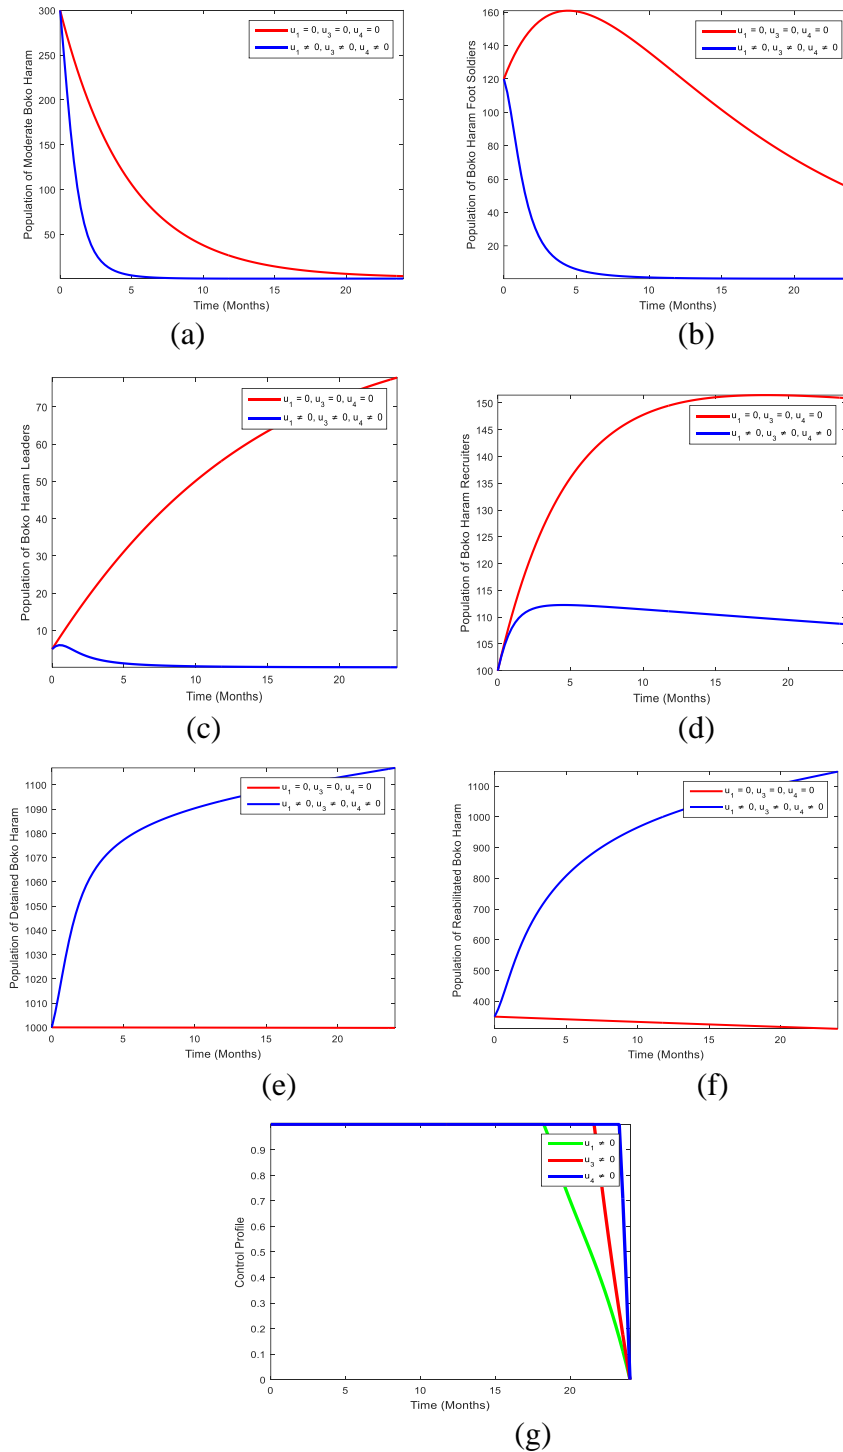 300
250
200
150
100
50
0 5 10 15 20
Population of Moderate Boko Haram
Time (Months)
u1 = 0, u3 = 0, u4 = 0
u1 ≠ 0, u3 ≠ 0, u4 ≠ 0
(a)
160
140
120
100
80
60
40
20
0 5 10 15 20
Population of Boko Haram Foot Soldiers
Time (Months)
u1 = 0, u3 = 0, u4 = 0
u1 ≠ 0, u3 ≠ 0, u4 ≠ 0
(b)
70
60
50
40
30
20
10
0 5 10 15 20
Population of Boko Haram Leaders
Time (Months)
u1 = 0, u3 = 0, u4 = 0
u1 ≠ 0, u3 ≠ 0, u4 ≠ 0
(c)
150
145
140
135
130
125
120
115
110
105
100
0 5 10 15 20
Population of Boko Haram Recruiters
Time (Months)
u1 = 0, u3 = 0, u4 = 0
u1 ≠ 0, u3 ≠ 0, u4 ≠ 0
(d)
1100
1090
1080
1070
1060
1050
1040
1030
1020
1010
1000
0 5 10 15 20
Population of Detained Boko Haram
Time (Months)
u1 = 0, u3 = 0, u4 = 0
u1 ≠ 0, u3 ≠ 0, u4 ≠ 0
(e)
1100
1000
900
800
700
600
500
400
0 5 10 15 20
Population of Reabilitated Boko Haram
Time (Months)
u1 = 0, u3 = 0, u4 = 0
u1 ≠ 0, u3 ≠ 0, u4 ≠ 0
(f)
0.9
0.8
0.7
0.6
0.5
0.4
0.3
0.2
0.1
0
0 5 10 15 20
Control Profile
Time (Months)
u1 ≠ 0
u3 ≠ 0
u4 ≠ 0
(g)